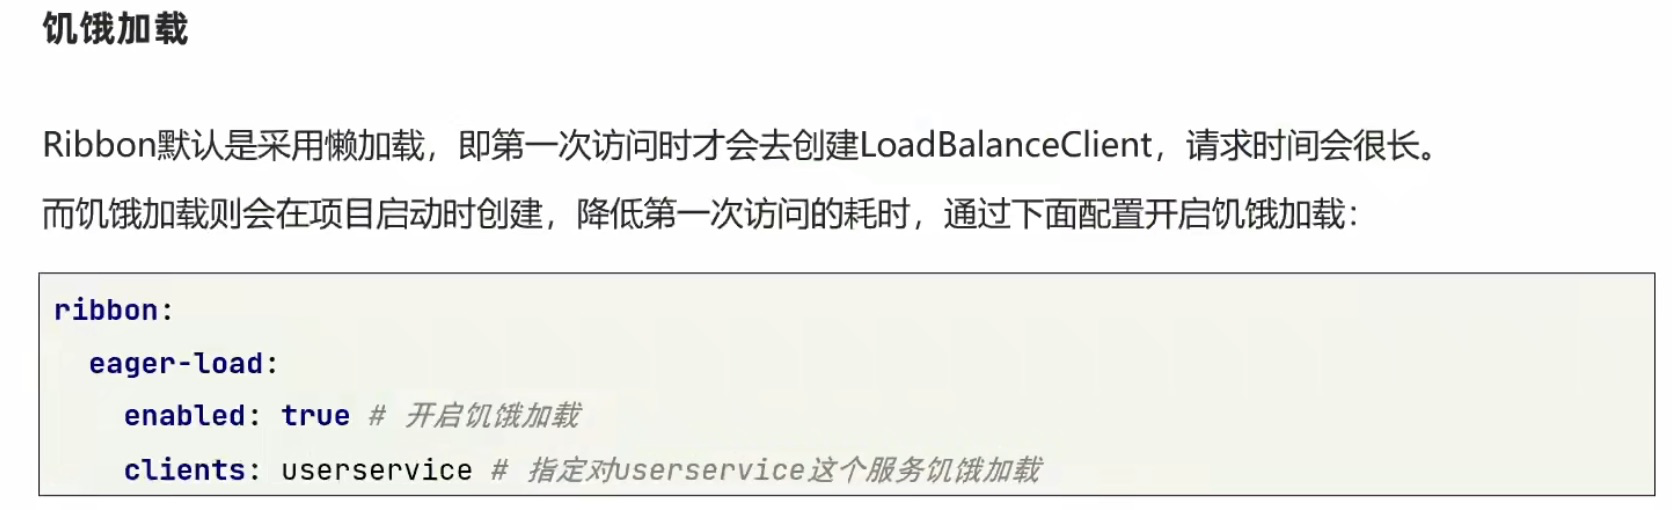 饥饿加载
Ribbon默认是采用懒加载，即第一次访问时才会去创建LoadBalanceClient，请求时间会很长。
而饥饿加载则会在项目启动时创建，降低第一次访问的耗时，通过下面配置开启饥饿加载：
ribbon:
  eager-load:
    enabled: true # 开启饥饿加载
    clients: userservice # 指定对userservice这个服务饥饿加载